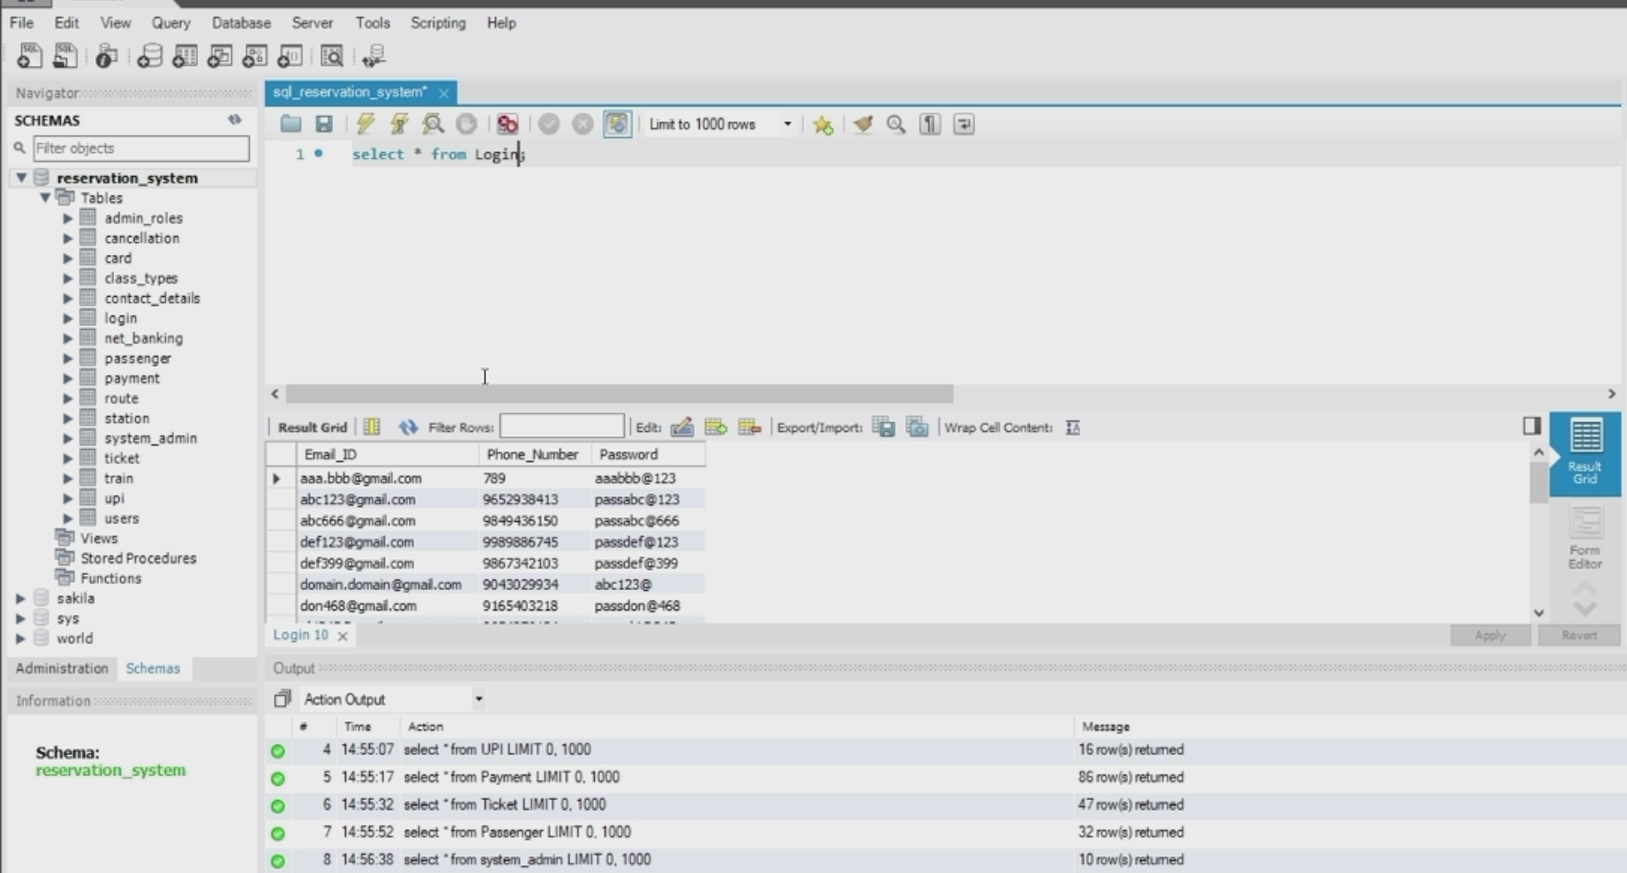 File Edit View Query Database Server Tools Scripting Help
Navigator
SCHEMAS
Filter objects
reservation_system
Tables
admin_roles
cancellation
card
class_types
contact_details
login
net_banking
passenger
payment
route
station
system_admin
ticket
train
upi
users
Views
Stored Procedures
Functions
sakila
sys
world
Administration Schemas
Information
Schema:
reservation_system
sql_reservation_system*
Limit to 1000 rows
1 select * from Login;
Result Grid Filter Rows: Edit: Export/Import: Wrap Cell Content:
Email_ID Phone_Number Password
aaa.bbb@gmail.com 789 aaabbb@123
abc123@gmail.com 9652938413 passabc@123
abc666@gmail.com 9849436150 passabc@666
def123@gmail.com 9989886745 passdef@123
def399@gmail.com 9867342103 passdef@399
domain.domain@gmail.com 9043029934 abc123@
don468@gmail.com 9165403218 passdon@468
Result
Grid
Form
Editor
Login 10
Apply Revert
Output
Action Output
# Time Action Message
4 14:55:07 select * from UPI LIMIT 0, 1000 16 row(s) returned
5 14:55:17 select * from Payment LIMIT 0, 1000 86 row(s) returned
6 14:55:32 select * from Ticket LIMIT 0, 1000 47 row(s) returned
7 14:55:52 select * from Passenger LIMIT 0, 1000 32 row(s) returned
8 14:56:38 select * from system_admin LIMIT 0, 1000 10 row(s) returned